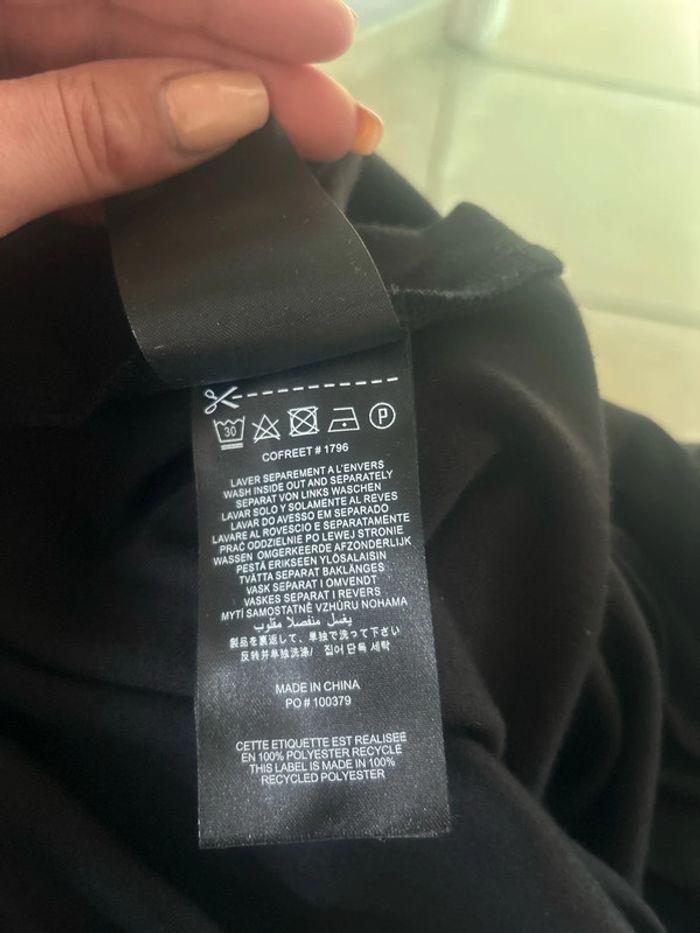 30
P
COFREET # 1796
LAVER SEPAREMENT A L'ENVERS
WASH INSIDE OUT AND SEPARATELY
SEPARAT VON LINKS WASCHEN
LAVAR SOLO Y SOLAMENTE AL REVES
LAVAR DO AVESSO EM SEPARADO
LAVARE AL ROVESCIO E SEPARATAMENTE
PRAĆ ODDZIELNIE PO LEWEJ STRONIE
WASSEN OMGERKEERDE AFZONDERLIJK
PESTÄ ERIKSEEN YLÖSALAISIN
TVÄTTA SEPARAT BAKLÄNGES
VASK SEPARAT I OMVENDT
VASKES SEPARAT I REVERS
MYTÍ SAMOSTATNĚ VZHŮRU NOHAMA
يغسل منفصلا مقلوب
製品を裏返して、単独で洗って下さい
反转并单独洗涤/ 집어 단독 세탁
MADE IN CHINA
PO # 100379
CETTE ETIQUETTE EST REALISEE
EN 100% POLYESTER RECYCLE
THIS LABEL IS MADE IN 100%
RECYCLED POLYESTER